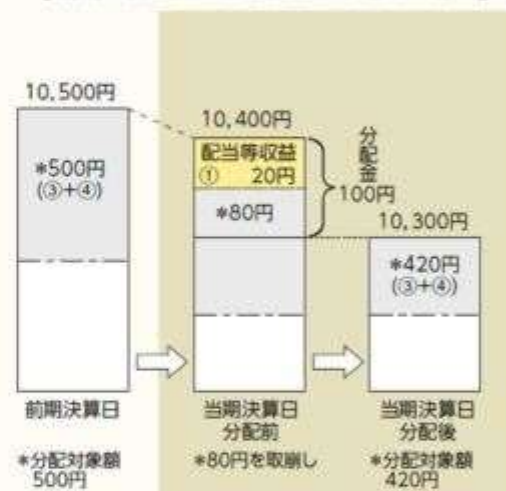 10,500円
*500円
(③+④)
前期決算日
*分配対象額
500円
10,400円
配当等収益
① 20円
*80円
分配金
100円
当期決算日
分配前
*80円を取崩し
10,300円
*420円
(③+④)
当期決算日
分配後
*分配対象額
420円